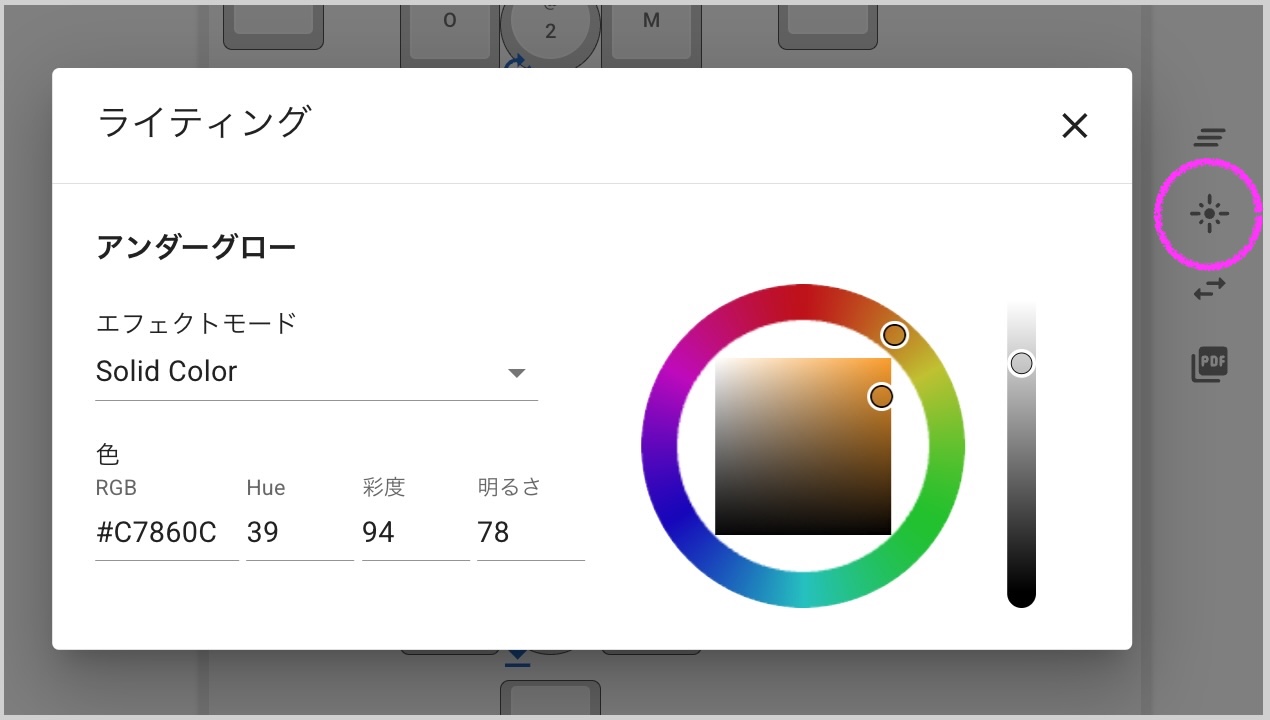 O
2
M
ライティング
アンダーグロー
エフェクトモード
Solid Color
色
RGB
Hue
彩度
明るさ
#C7860C
39
94
78
PDF